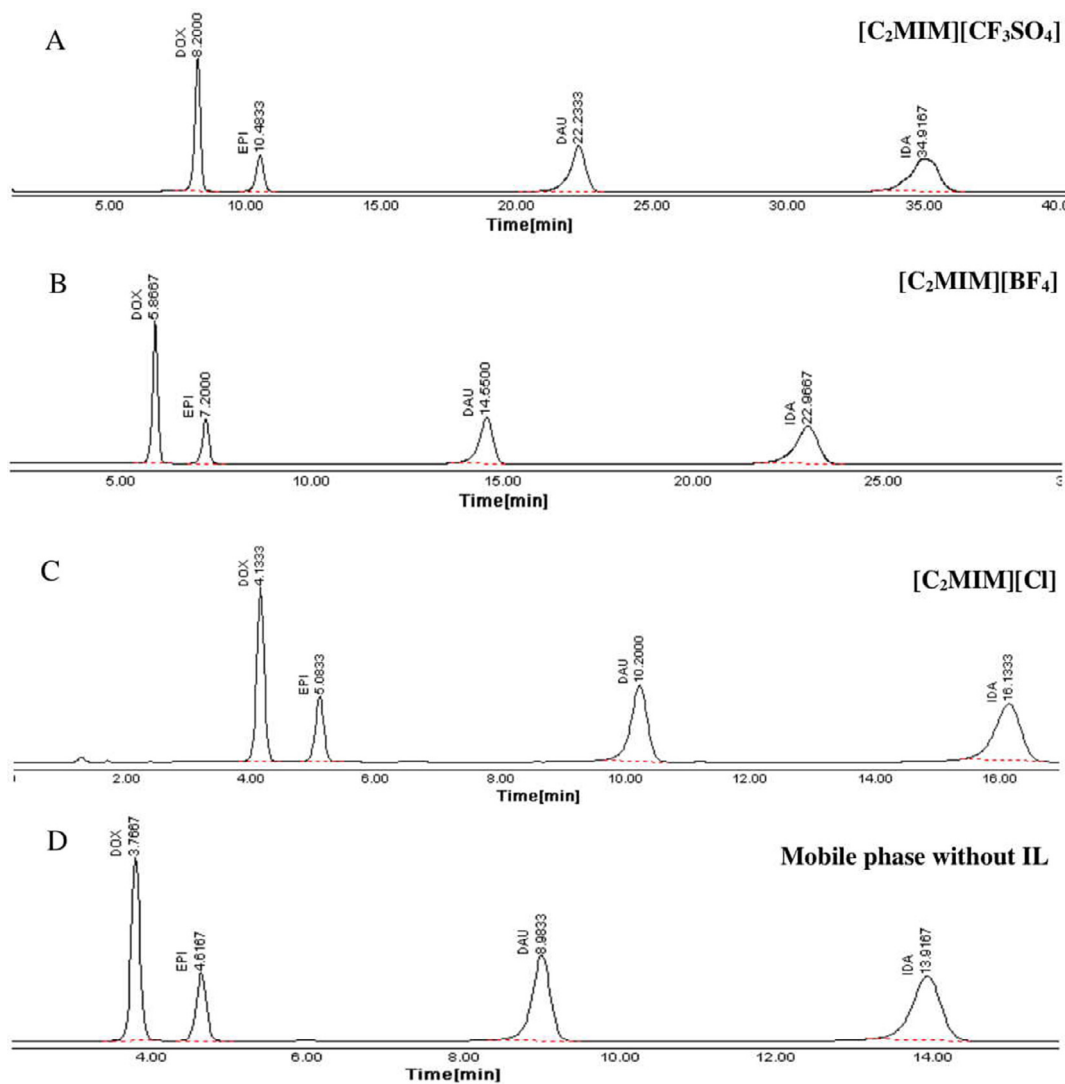 A
[C₂MIM][CF₃SO₄]
DOX
8.2000
EPI
10.4833
DAU
22.2333
IDA
34.9167
5.00 10.00 15.00 20.00 25.00 30.00 35.00 40.0
Time[min]
B
[C₂MIM][BF₄]
DOX
5.8667
EPI
7.2000
DAU
14.5500
IDA
22.9667
5.00 10.00 15.00 20.00 25.00 3
Time[min]
C
[C₂MIM][Cl]
DOX
4.1333
EPI
5.0833
DAU
10.2000
IDA
16.1333
2.00 4.00 6.00 8.00 10.00 12.00 14.00 16.00
Time[min]
D
Mobile phase without IL
DOX
3.7667
EPI
4.6167
DAU
8.9833
IDA
13.9167
4.00 6.00 8.00 10.00 12.00 14.00
Time[min]